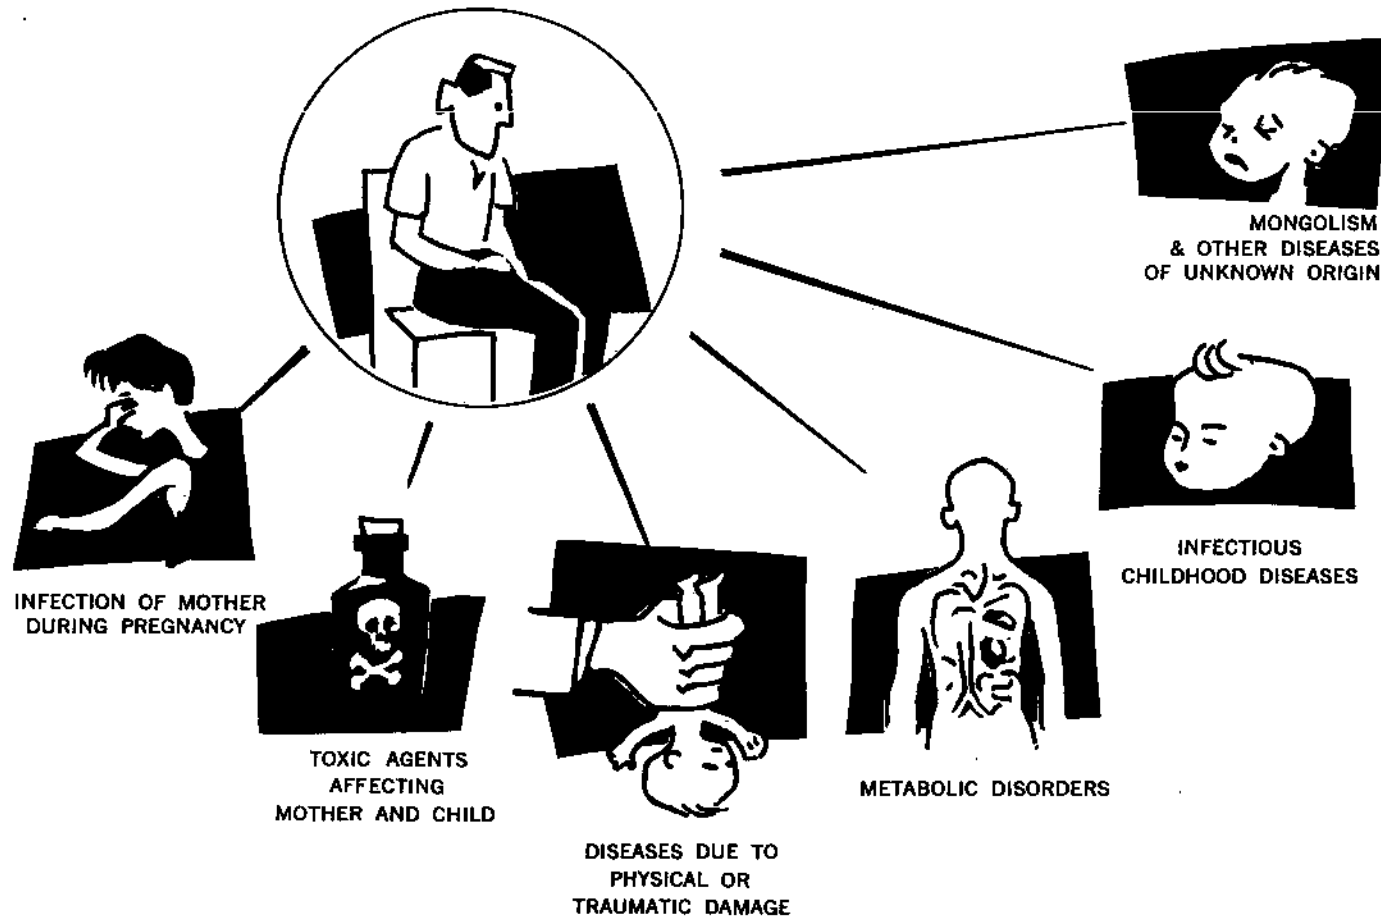 MONGOLISM
& OTHER DISEASES
OF UNKNOWN ORIGIN
INFECTIOUS
CHILDHOOD DISEASES
INFECTION OF MOTHER
DURING PREGNANCY
TOXIC AGENTS
AFFECTING
MOTHER AND CHILD
METABOLIC DISORDERS
DISEASES DUE TO
PHYSICAL OR
TRAUMATIC DAMAGE